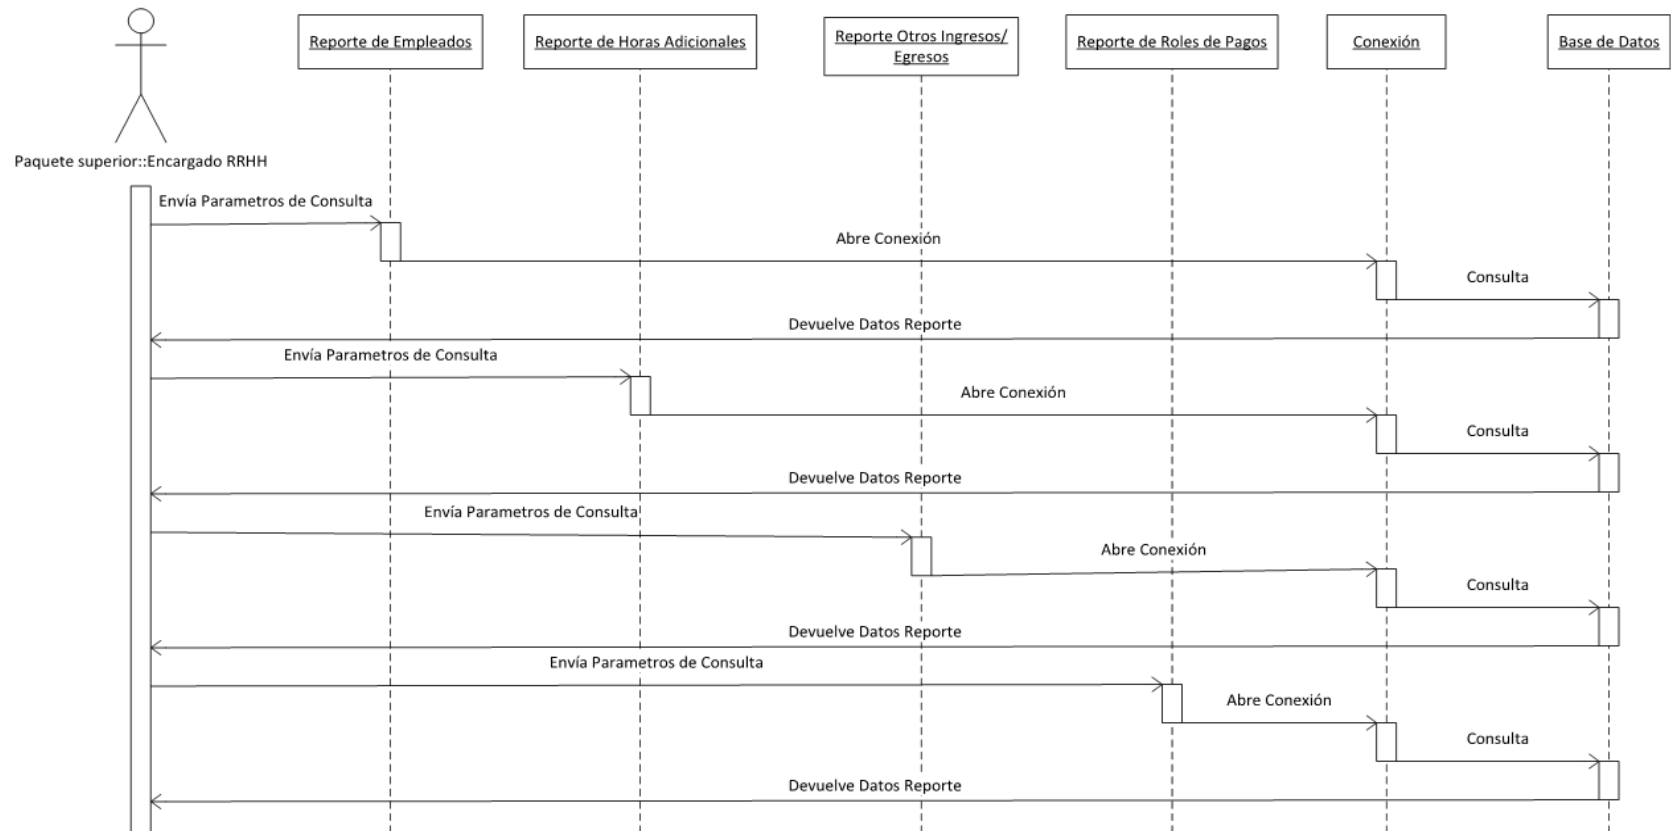 Reporte de Empleados
Reporte de Horas Adicionales
Reporte Otros Ingresos/
Egresos
Reporte de Roles de Pagos
Conexión
Base de Datos
Paquete superior::Encargado RRHH
Envía Parametros de Consulta
Abre Conexión
Consulta
Devuelve Datos Reporte
Envía Parametros de Consulta
Abre Conexión
Consulta
Devuelve Datos Reporte
Envía Parametros de Consulta
Abre Conexión
Consulta
Devuelve Datos Reporte
Envía Parametros de Consulta
Abre Conexión
Consulta
Devuelve Datos Reporte